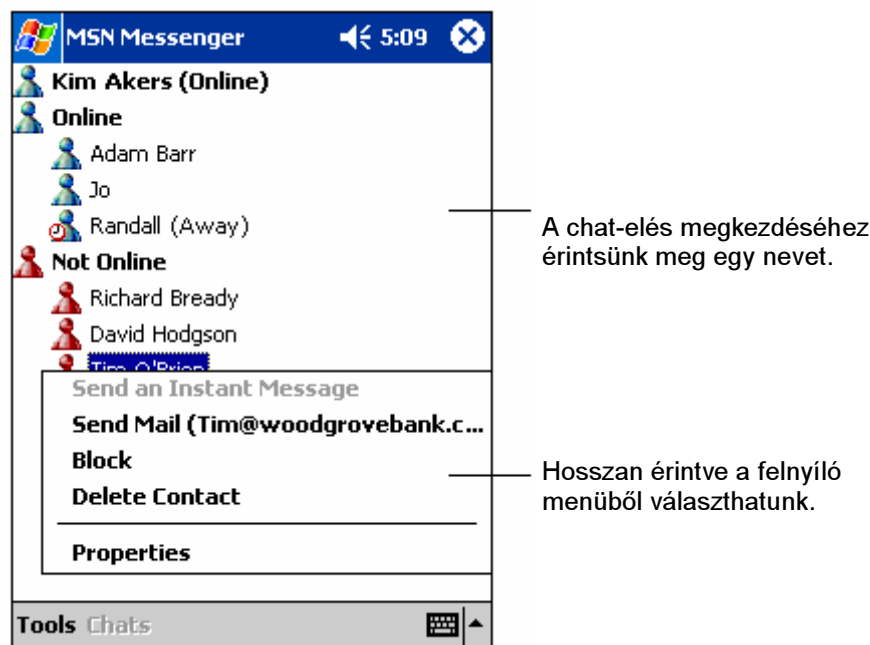 MSN Messenger 5:09
Kim Akers (Online)
Online
Adam Barr
Jo
Randall (Away)
Not Online
Richard Bready
David Hodgson
Tim O'Brien
Send an Instant Message
Send Mail (Tim@woodgrovebank.c...
Block
Delete Contact
Properties
Tools Chats
A chat-elés megkezdéséhez
érintsünk meg egy nevet.
Hosszan érintve a felnyíló
menüből választhatunk.